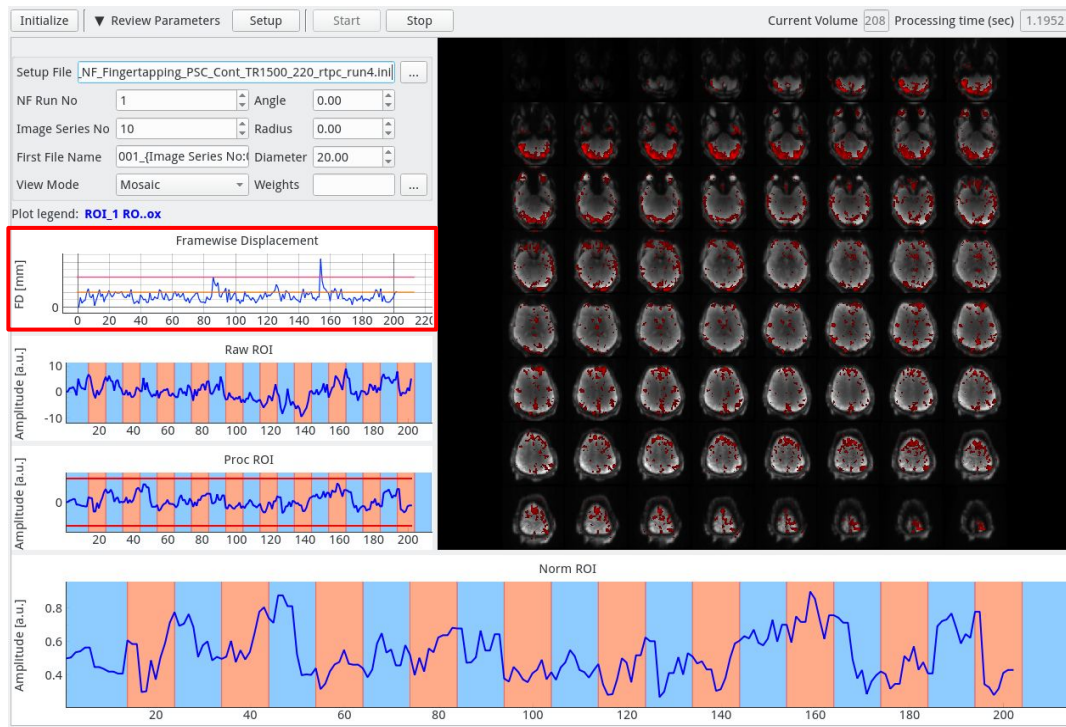 Initialize ▼ Review Parameters Setup Start Stop Current Volume 208 Processing time (sec) 1.1952
Setup File _NF_Fingertapping_PSC_Cont_TR1500_220_rtpc_run4.ini ...
NF Run No 1 Angle 0.00
Image Series No 10 Radius 0.00
First File Name 001_{Image Series No: Diameter 20.00
View Mode Mosaic Weights ...
Plot legend: ROI_1 RO..ox
Framewise Displacement
FD [mm]
0
0 20 40 60 80 100 120 140 160 180 200 220
Raw ROI
Amplitude [a.u.]
10
0
-10
20 40 60 80 100 120 140 160 180 200
Proc ROI
Amplitude [a.u.]
0
20 40 60 80 100 120 140 160 180 200
Norm ROI
Amplitude [a.u.]
0.8
0.6
0.4
20 40 60 80 100 120 140 160 180 200